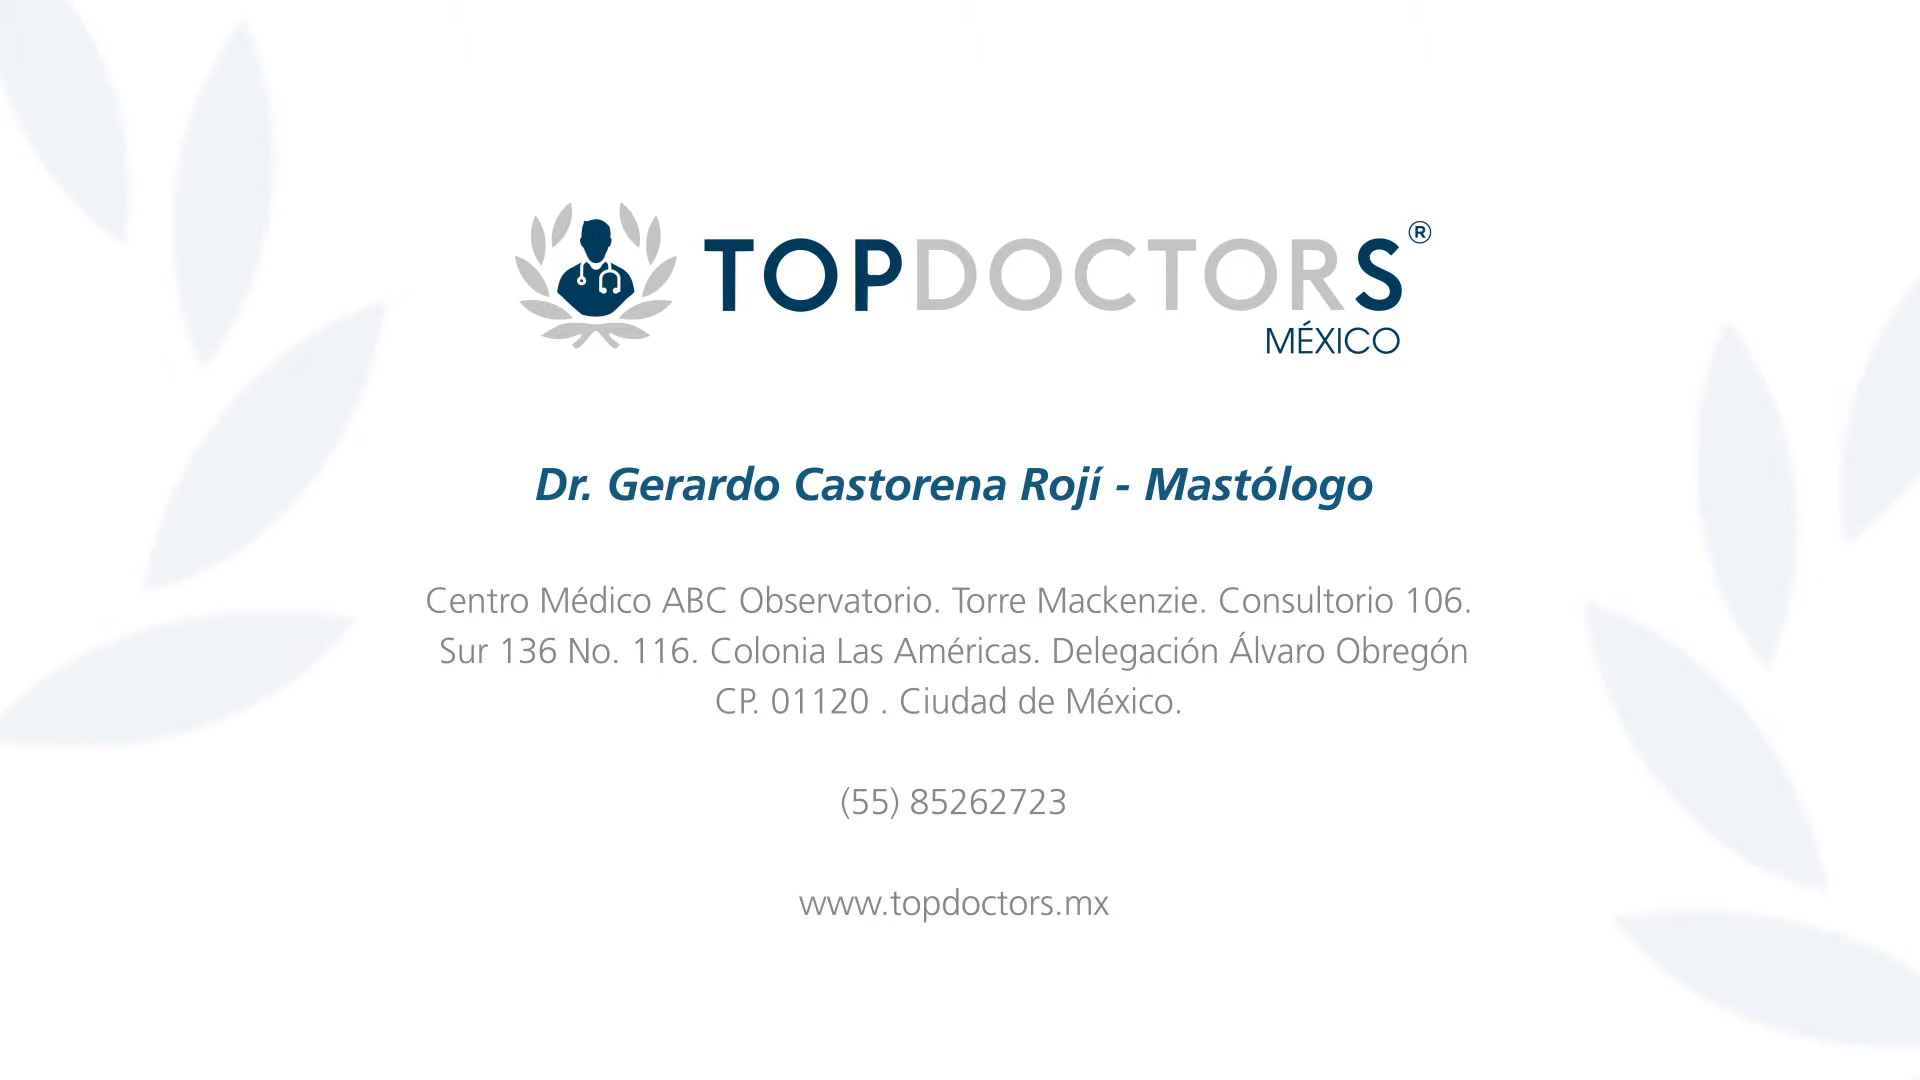 TOPDOCTORS®
MÉXICO
Dr. Gerardo Castorena Rojí - Mastólogo
Centro Médico ABC Observatorio. Torre Mackenzie. Consultorio 106.
Sur 136 No. 116. Colonia Las Américas. Delegación Álvaro Obregón
CP. 01120 . Ciudad de México.
(55) 85262723
www.topdoctors.mx